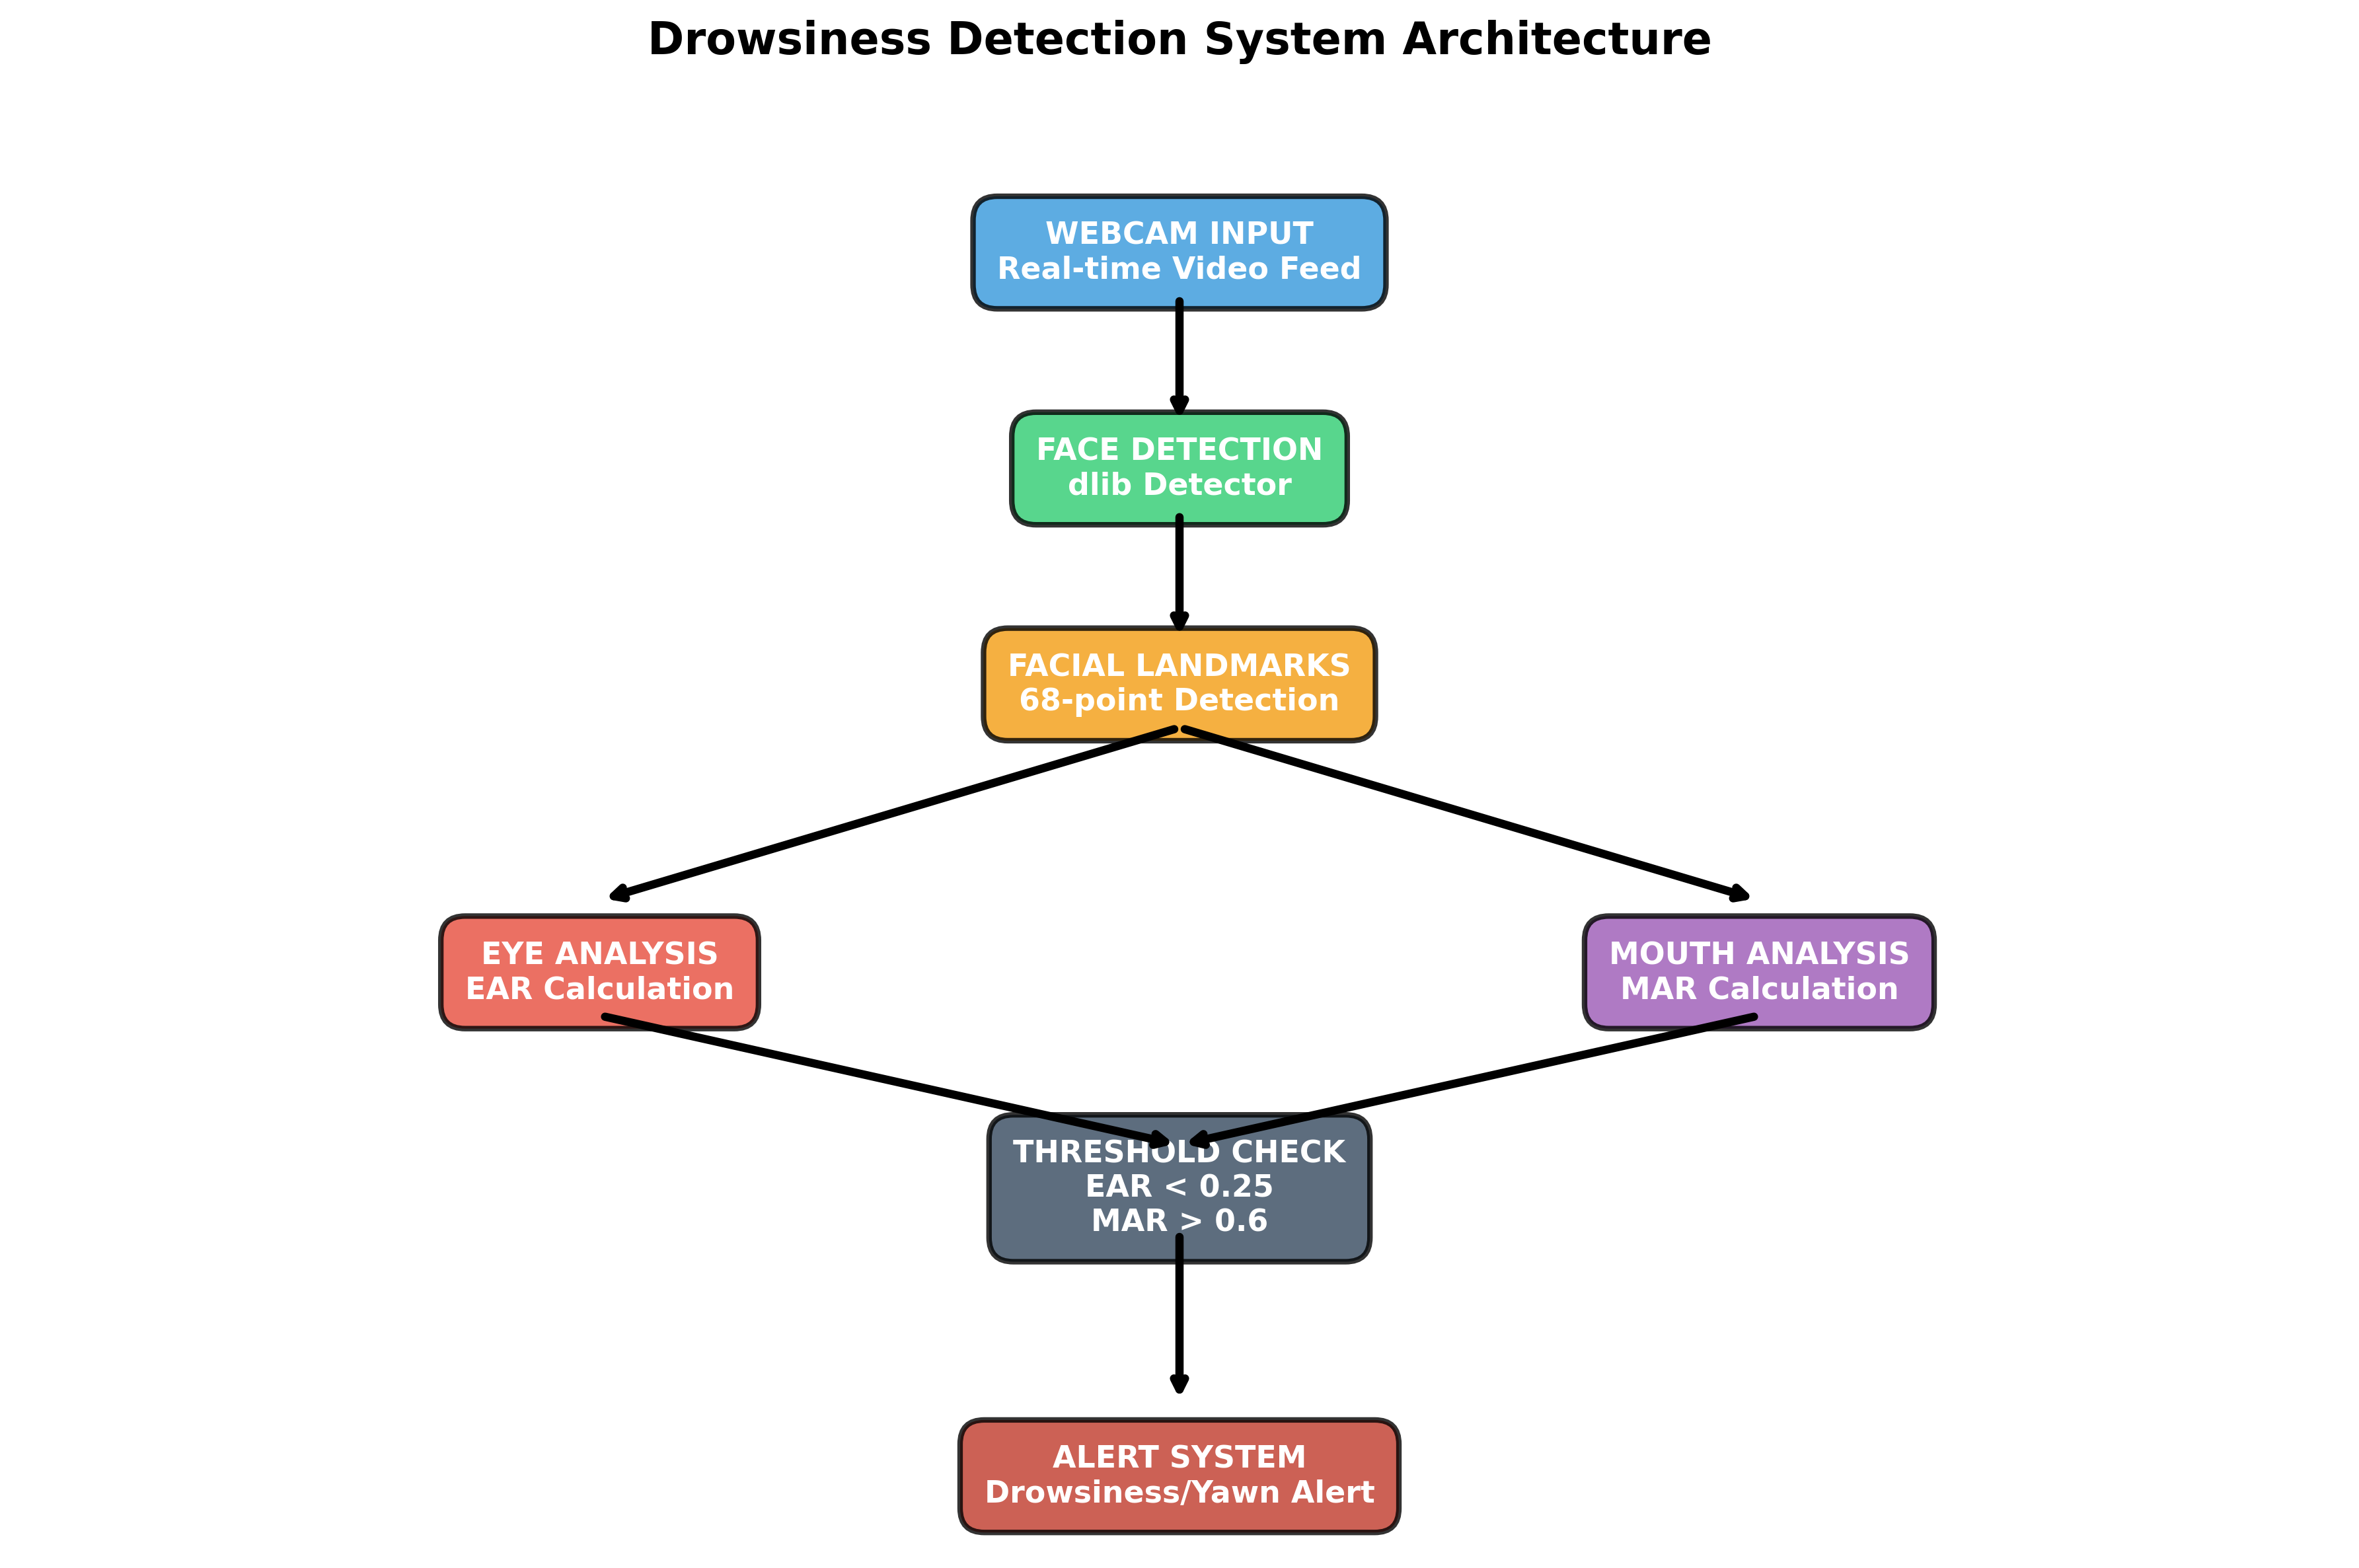 Drowsiness Detection System Architecture
WEBCAM INPUT
Real-time Video Feed
FACE DETECTION
dlib Detector
FACIAL LANDMARKS
68-point Detection
EYE ANALYSIS
EAR Calculation
MOUTH ANALYSIS
MAR Calculation
THRESHOLD CHECK
EAR < 0.25
MAR > 0.6
ALERT SYSTEM
Drowsiness/Yawn Alert